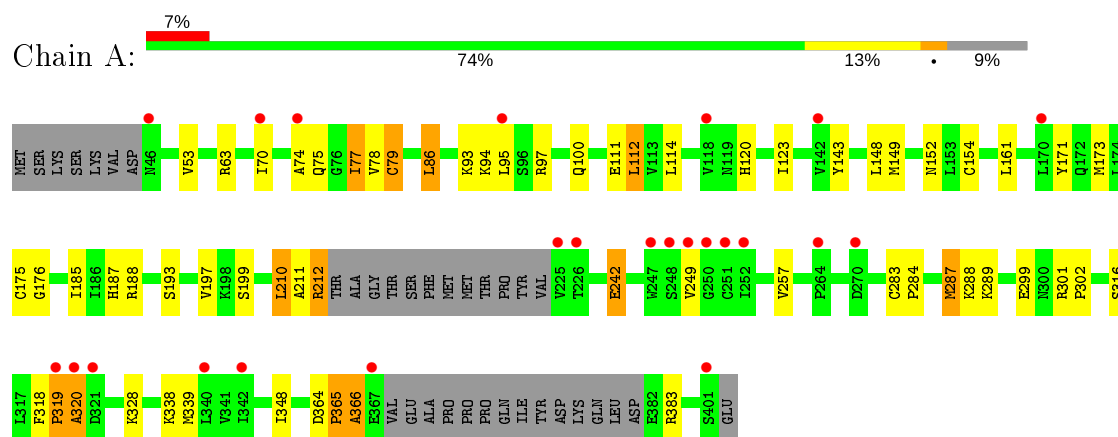 7%
Chain A:
74% 13% • 9%
MET SER LYS SER LYS VAL ASP N46 V53 R63 I70 A74 Q75 G76 I77 V78 C79 L86 K93 K94 L95 S96 R97 Q100 E111 L112 V113 L114 V118 N119 H120 I123 V142 Y143 L148 M149 N152 L153 C154 L161 L170 Y171 Q172 M173 L174
C175 G176 I185 I186 H187 R188 S193 V197 K198 S199 L210 A211 R212 THR ALA GLY THR SER PHE MET MET THR PRO TYR VAL V225 T226 E242 W247 S248 V249 G250 C251 I252 V257 P264 D270 C283 P284 M287 K288 K289 E299 N300 R301 P302 S316
L317 F318 P319 A320 D321 K328 K338 M339 L340 V341 I342 I348 D364 P365 A366 E367 VAL GLU ALA PRO PRO PRO GLN ILE TYR ASP LYS GLN LEU ASP E382 R383 S401 GLU